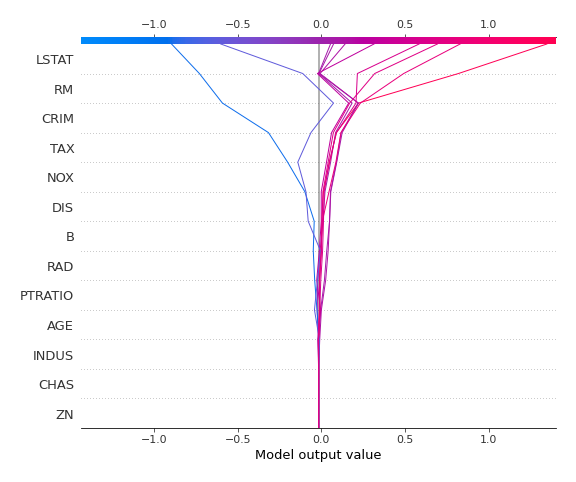 −1.0 −0.5 0.0 0.5 1.0
LSTAT
RM
CRIM
TAX
NOX
DIS
B
RAD
PTRATIO
AGE
INDUS
CHAS
ZN
−1.0 −0.5 0.0 0.5 1.0
Model output value